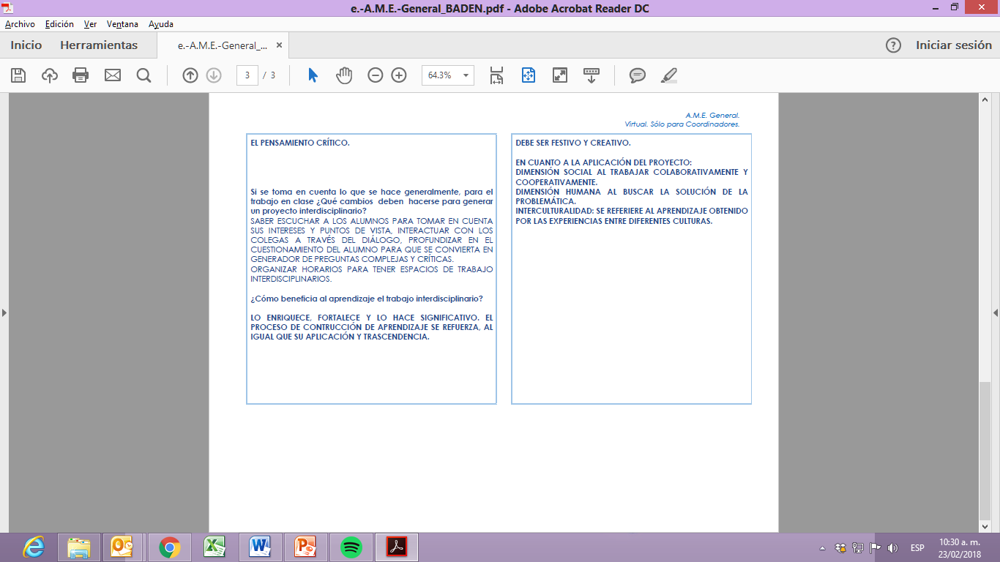 e.-A.M.E.-General_BADEN.pdf - Adobe Acrobat Reader DC
Archivo Edición Ver Ventana Ayuda
Inicio Herramientas e.-A.M.E.-General_... Iniciar sesión
3 / 3 64.3%
A.M.E. General.
Virtual. Sólo para Coordinadores.
EL PENSAMIENTO CRÍTICO.
Si se toma en cuenta lo que se hace generalmente, para el
trabajo en clase ¿Qué cambios deben hacerse para generar
un proyecto interdisciplinario?
SABER ESCUCHAR A LOS ALUMNOS PARA TOMAR EN CUENTA
SUS INTERESES Y PUNTOS DE VISTA, INTERACTUAR CON LOS
COLEGAS A TRAVÉS DEL DIÁLOGO, PROFUNDIZAR EN EL
CUESTIONAMIENTO DEL ALUMNO PARA QUE SE CONVIERTA EN
GENERADOR DE PREGUNTAS COMPLEJAS Y CRÍTICAS.
ORGANIZAR HORARIOS PARA TENER ESPACIOS DE TRABAJO
INTERDISCIPLINARIOS.
¿Cómo beneficia al aprendizaje el trabajo interdisciplinario?
LO ENRIQUECE, FORTALECE Y LO HACE SIGNIFICATIVO. EL
PROCESO DE CONTRUCCIÓN DE APRENDIZAJE SE REFUERZA, AL
IGUAL QUE SU APLICACIÓN Y TRASCENDENCIA.
DEBE SER FESTIVO Y CREATIVO.
EN CUANTO A LA APLICACIÓN DEL PROYECTO:
DIMENSIÓN SOCIAL AL TRABAJAR COLABORATIVAMENTE Y
COOPERATIVAMENTE.
DIMENSIÓN HUMANA AL BUSCAR LA SOLUCIÓN DE LA
PROBLEMÁTICA.
INTERCULTURALIDAD: SE REFERIERE AL APRENDIZAJE OBTENIDO
POR LAS EXPERIENCIAS ENTRE DIFERENTES CULTURAS.
ESP
10:30 a. m.
23/02/2018